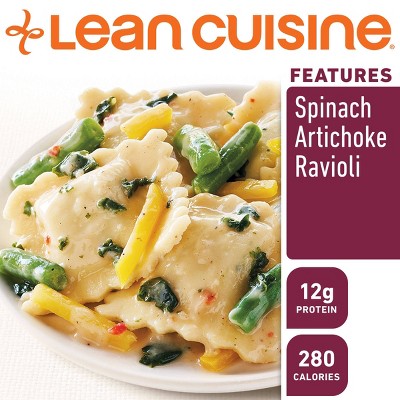 LEAN CUISINE®
FEATURES
Spinach
Artichoke
Ravioli
12g
PROTEIN
280
CALORIES